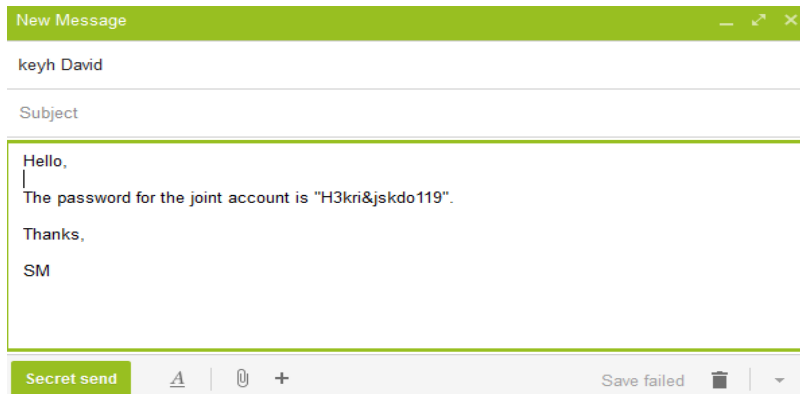 New Message
keyh David
Subject
Hello,
The password for the joint account is "H3kri&jskdo119".
Thanks,
SM
Secret send A Save failed